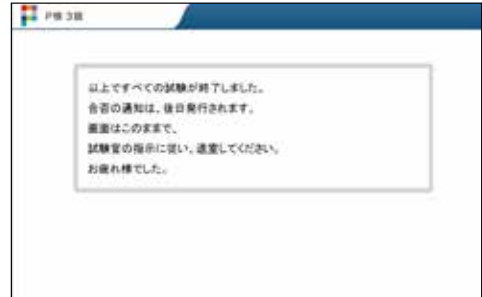 P検 3級
以上ですべての試験が終了しました。
合否の通知は、後日発行されます。
画面はこのままで、
試験官の指示に従い、退室してください。
お疲れ様でした。